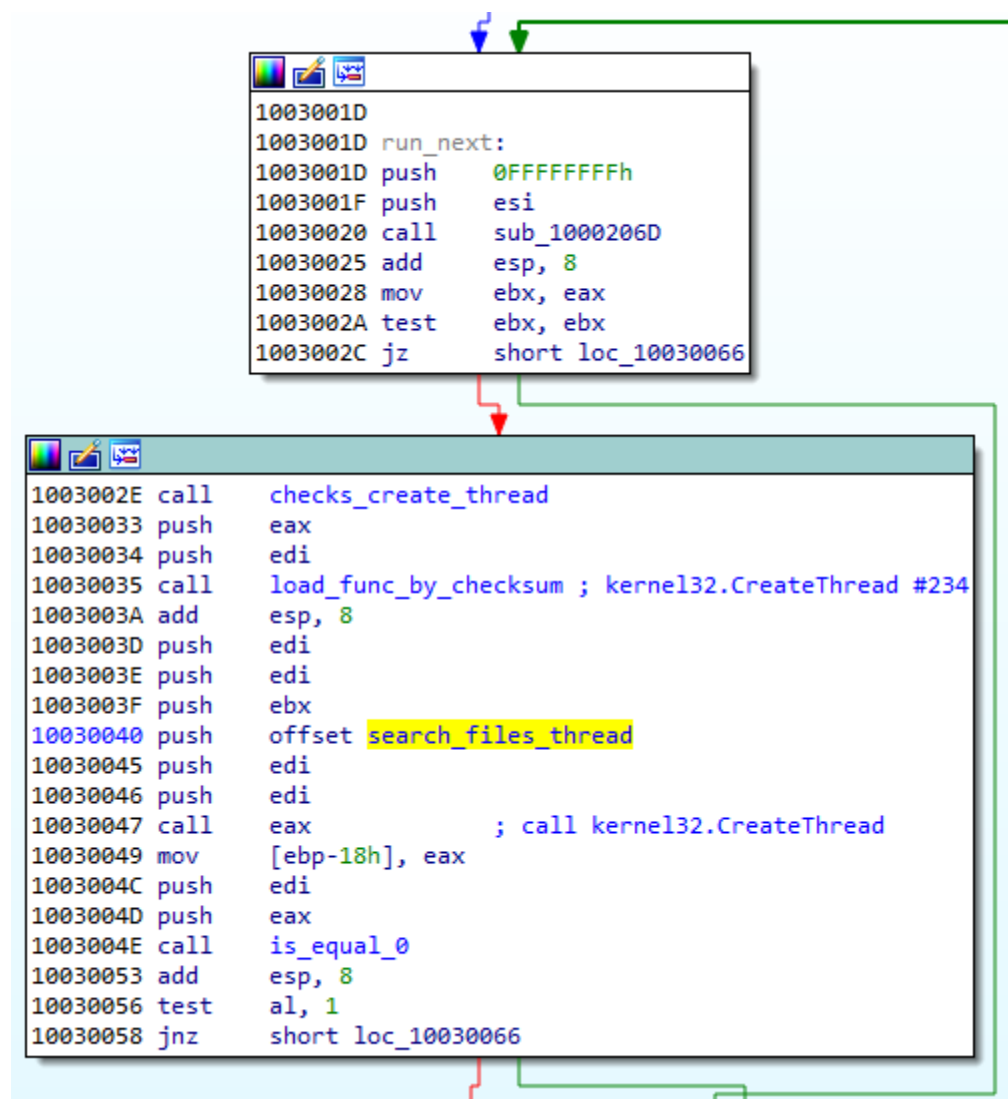 1003001D
1003001D run_next:
1003001D push 0FFFFFFFFh
1003001F push esi
10030020 call sub_1000206D
10030025 add esp, 8
10030028 mov ebx, eax
1003002A test ebx, ebx
1003002C jz short loc_10030066
1003002E call checks_create_thread
10030033 push eax
10030034 push edi
10030035 call load_func_by_checksum ; kernel32.CreateThread #234
1003003A add esp, 8
1003003D push edi
1003003E push edi
1003003F push ebx
10030040 push offset search_files_thread
10030045 push edi
10030046 push edi
10030047 call eax ; call kernel32.CreateThread
10030049 mov [ebp-18h], eax
1003004C push edi
1003004D push eax
1003004E call is_equal_0
10030053 add esp, 8
10030056 test al, 1
10030058 jnz short loc_10030066